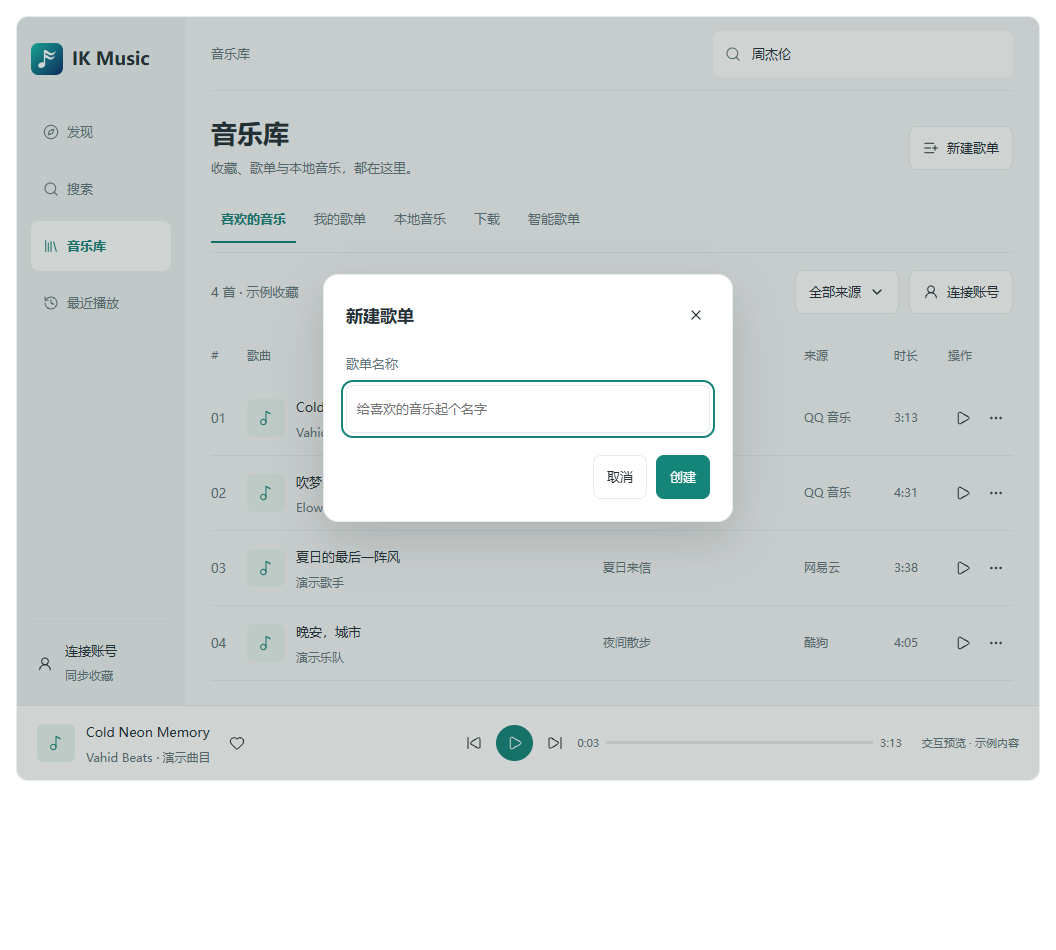 IK Music
发现
搜索
音乐库
最近播放
连接账号
同步收藏
音乐库
周杰伦
音乐库
收藏、歌单与本地音乐，都在这里。
新建歌单
喜欢的音乐 我的歌单 本地音乐 下载 智能歌单
4 首 · 示例收藏
全部来源 连接账号
# 歌曲 来源 时长 操作
01 Cold QQ 音乐 3:13
02 吹梦 QQ 音乐 4:31
Elow
03 夏日的最后一阵风 夏日来信 网易云 3:38
演示歌手
04 晚安，城市 夜间散步 酷狗 4:05
演示乐队
新建歌单
歌单名称
给喜欢的音乐起个名字
取消 创建
Cold Neon Memory
Vahid Beats · 演示曲目
0:03 3:13 交互预览 · 示例内容